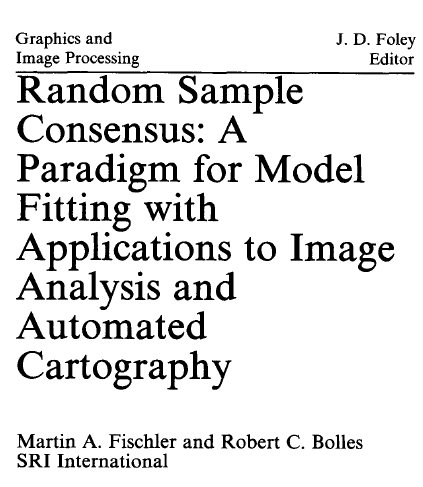 Graphics and
Image Processing
J. D. Foley
Editor
Random Sample
Consensus: A
Paradigm for Model
Fitting with
Applications to Image
Analysis and
Automated
Cartography
Martin A. Fischler and Robert C. Bolles
SRI International